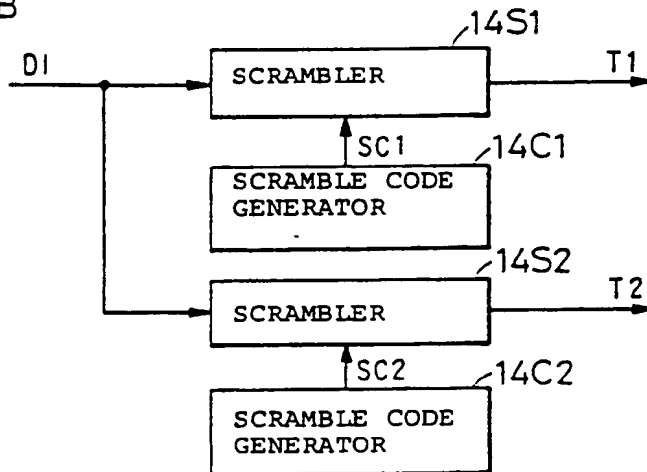 B
14S1
DI
SCRAMBLER
T1
SC1
14C1
SCRAMBLE CODE
GENERATOR
14S2
SCRAMBLER
T2
SC2
14C2
SCRAMBLE CODE
GENERATOR